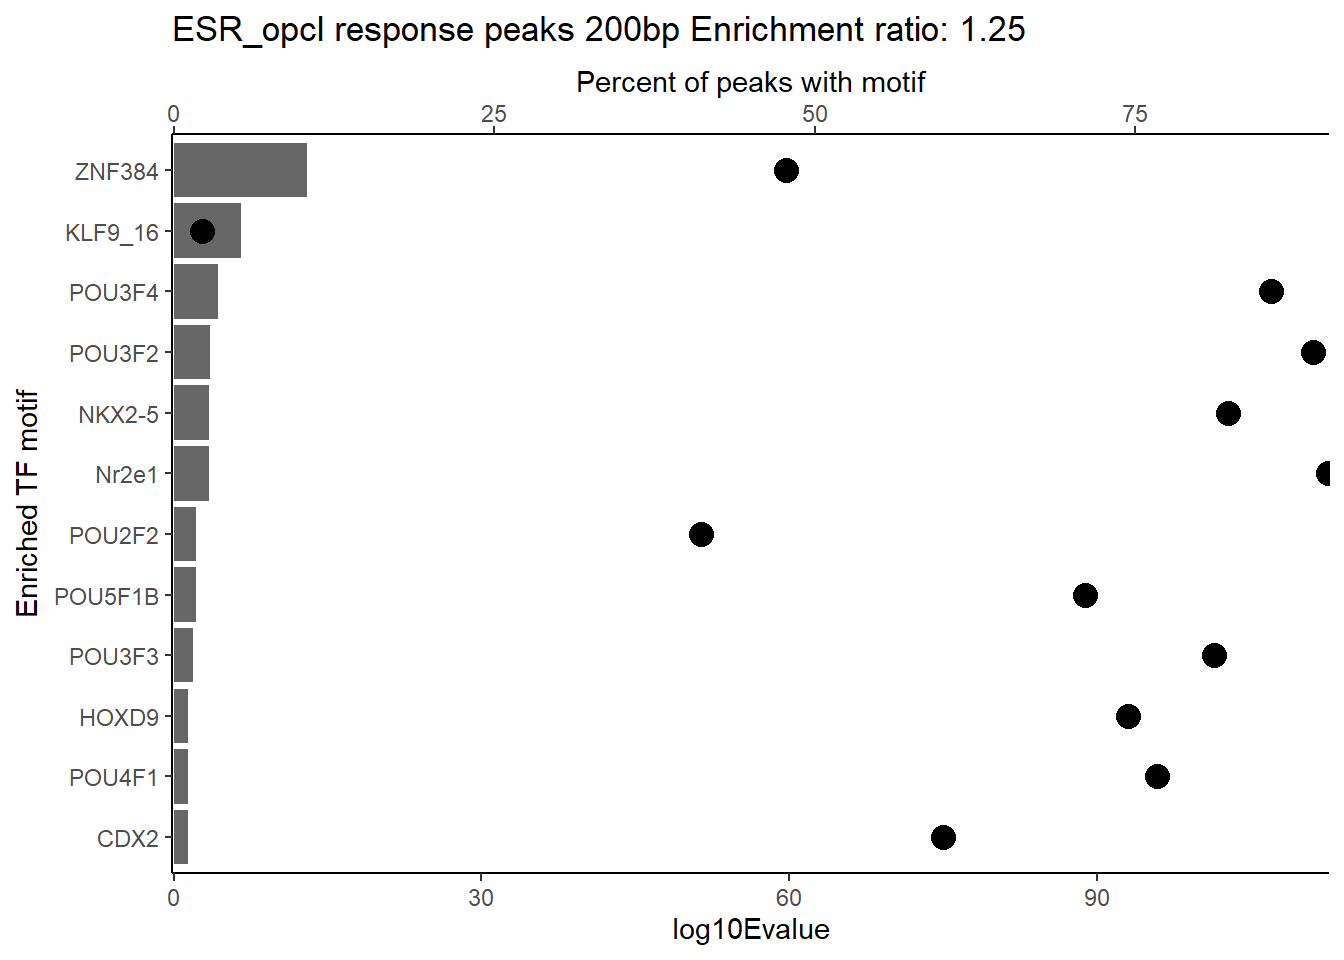 ESR_opcl response peaks 200bp Enrichment ratio: 1.25
Percent of peaks with motif
0 25 50 75
ZNF384
KLF9_16
POU3F4
POU3F2
NKX2-5
Nr2e1
POU2F2
POU5F1B
POU3F3
HOXD9
POU4F1
CDX2
Enriched TF motif
0 30 60 90
log10Evalue